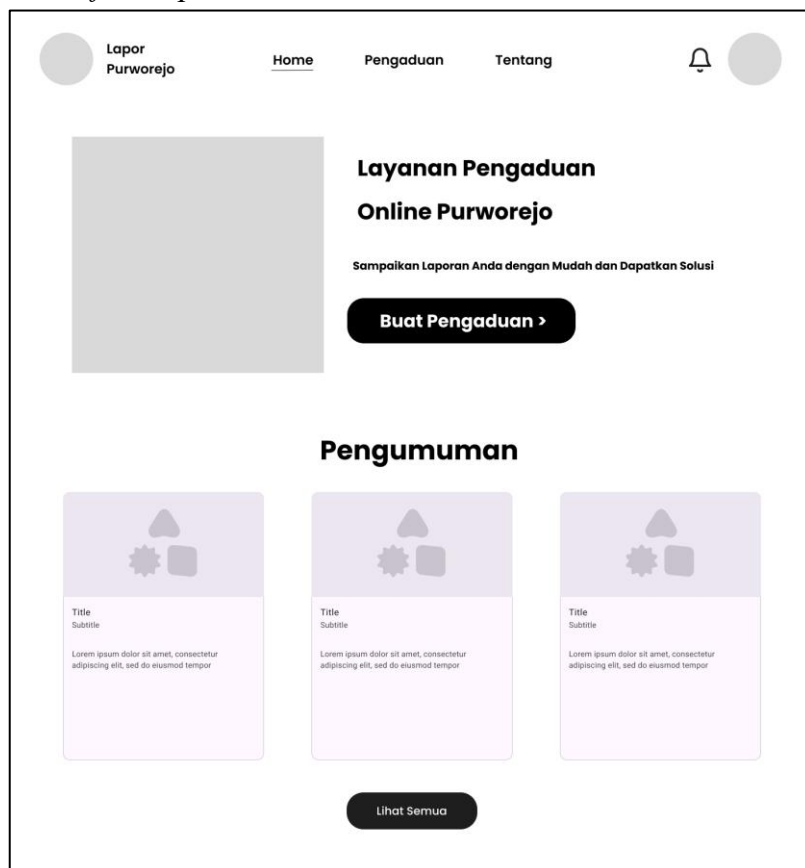 Lapor
Purworejo
Home
Pengaduan
Tentang
Layanan Pengaduan
Online Purworejo
Sampaikan Laporan Anda dengan Mudah dan Dapatkan Solusi
Buat Pengaduan >
Pengumuman
Title
Subtitle
Lorem ipsum dolor sit amet, consectetur
adipiscing elit, sed do eiusmod tempor
Title
Subtitle
Lorem ipsum dolor sit amet, consectetur
adipiscing elit, sed do eiusmod tempor
Title
Subtitle
Lorem ipsum dolor sit amet, consectetur
adipiscing elit, sed do eiusmod tempor
Lihat Semua